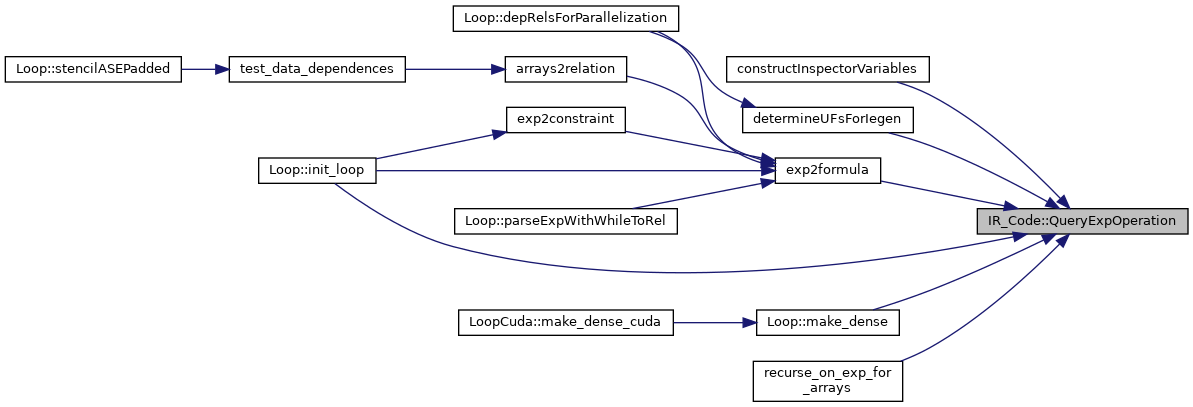 Loop::depRelsForParallelization
Loop::stencilASEPadded
test_data_dependences
arrays2relation
constructInspectorVariables
exp2constraint
determineUFsForIegen
Loop::init_loop
exp2formula
Loop::parseExpWithWhileToRel
IR_Code::QueryExpOperation
LoopCuda::make_dense_cuda
Loop::make_dense
recurse_on_exp_for
_arrays